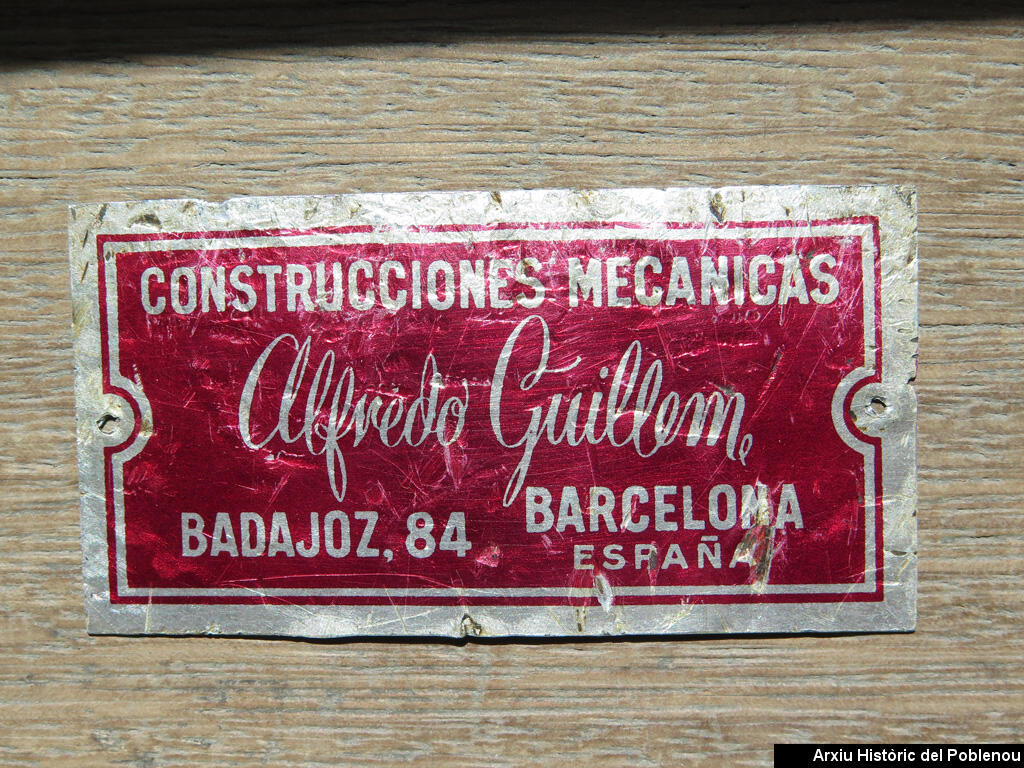 CONSTRUCCIONES MECANICAS
Alfredo Guillem
BADAJOZ, 84
BARCELONA
ESPAÑA
Arxiu Històric del Poblenou